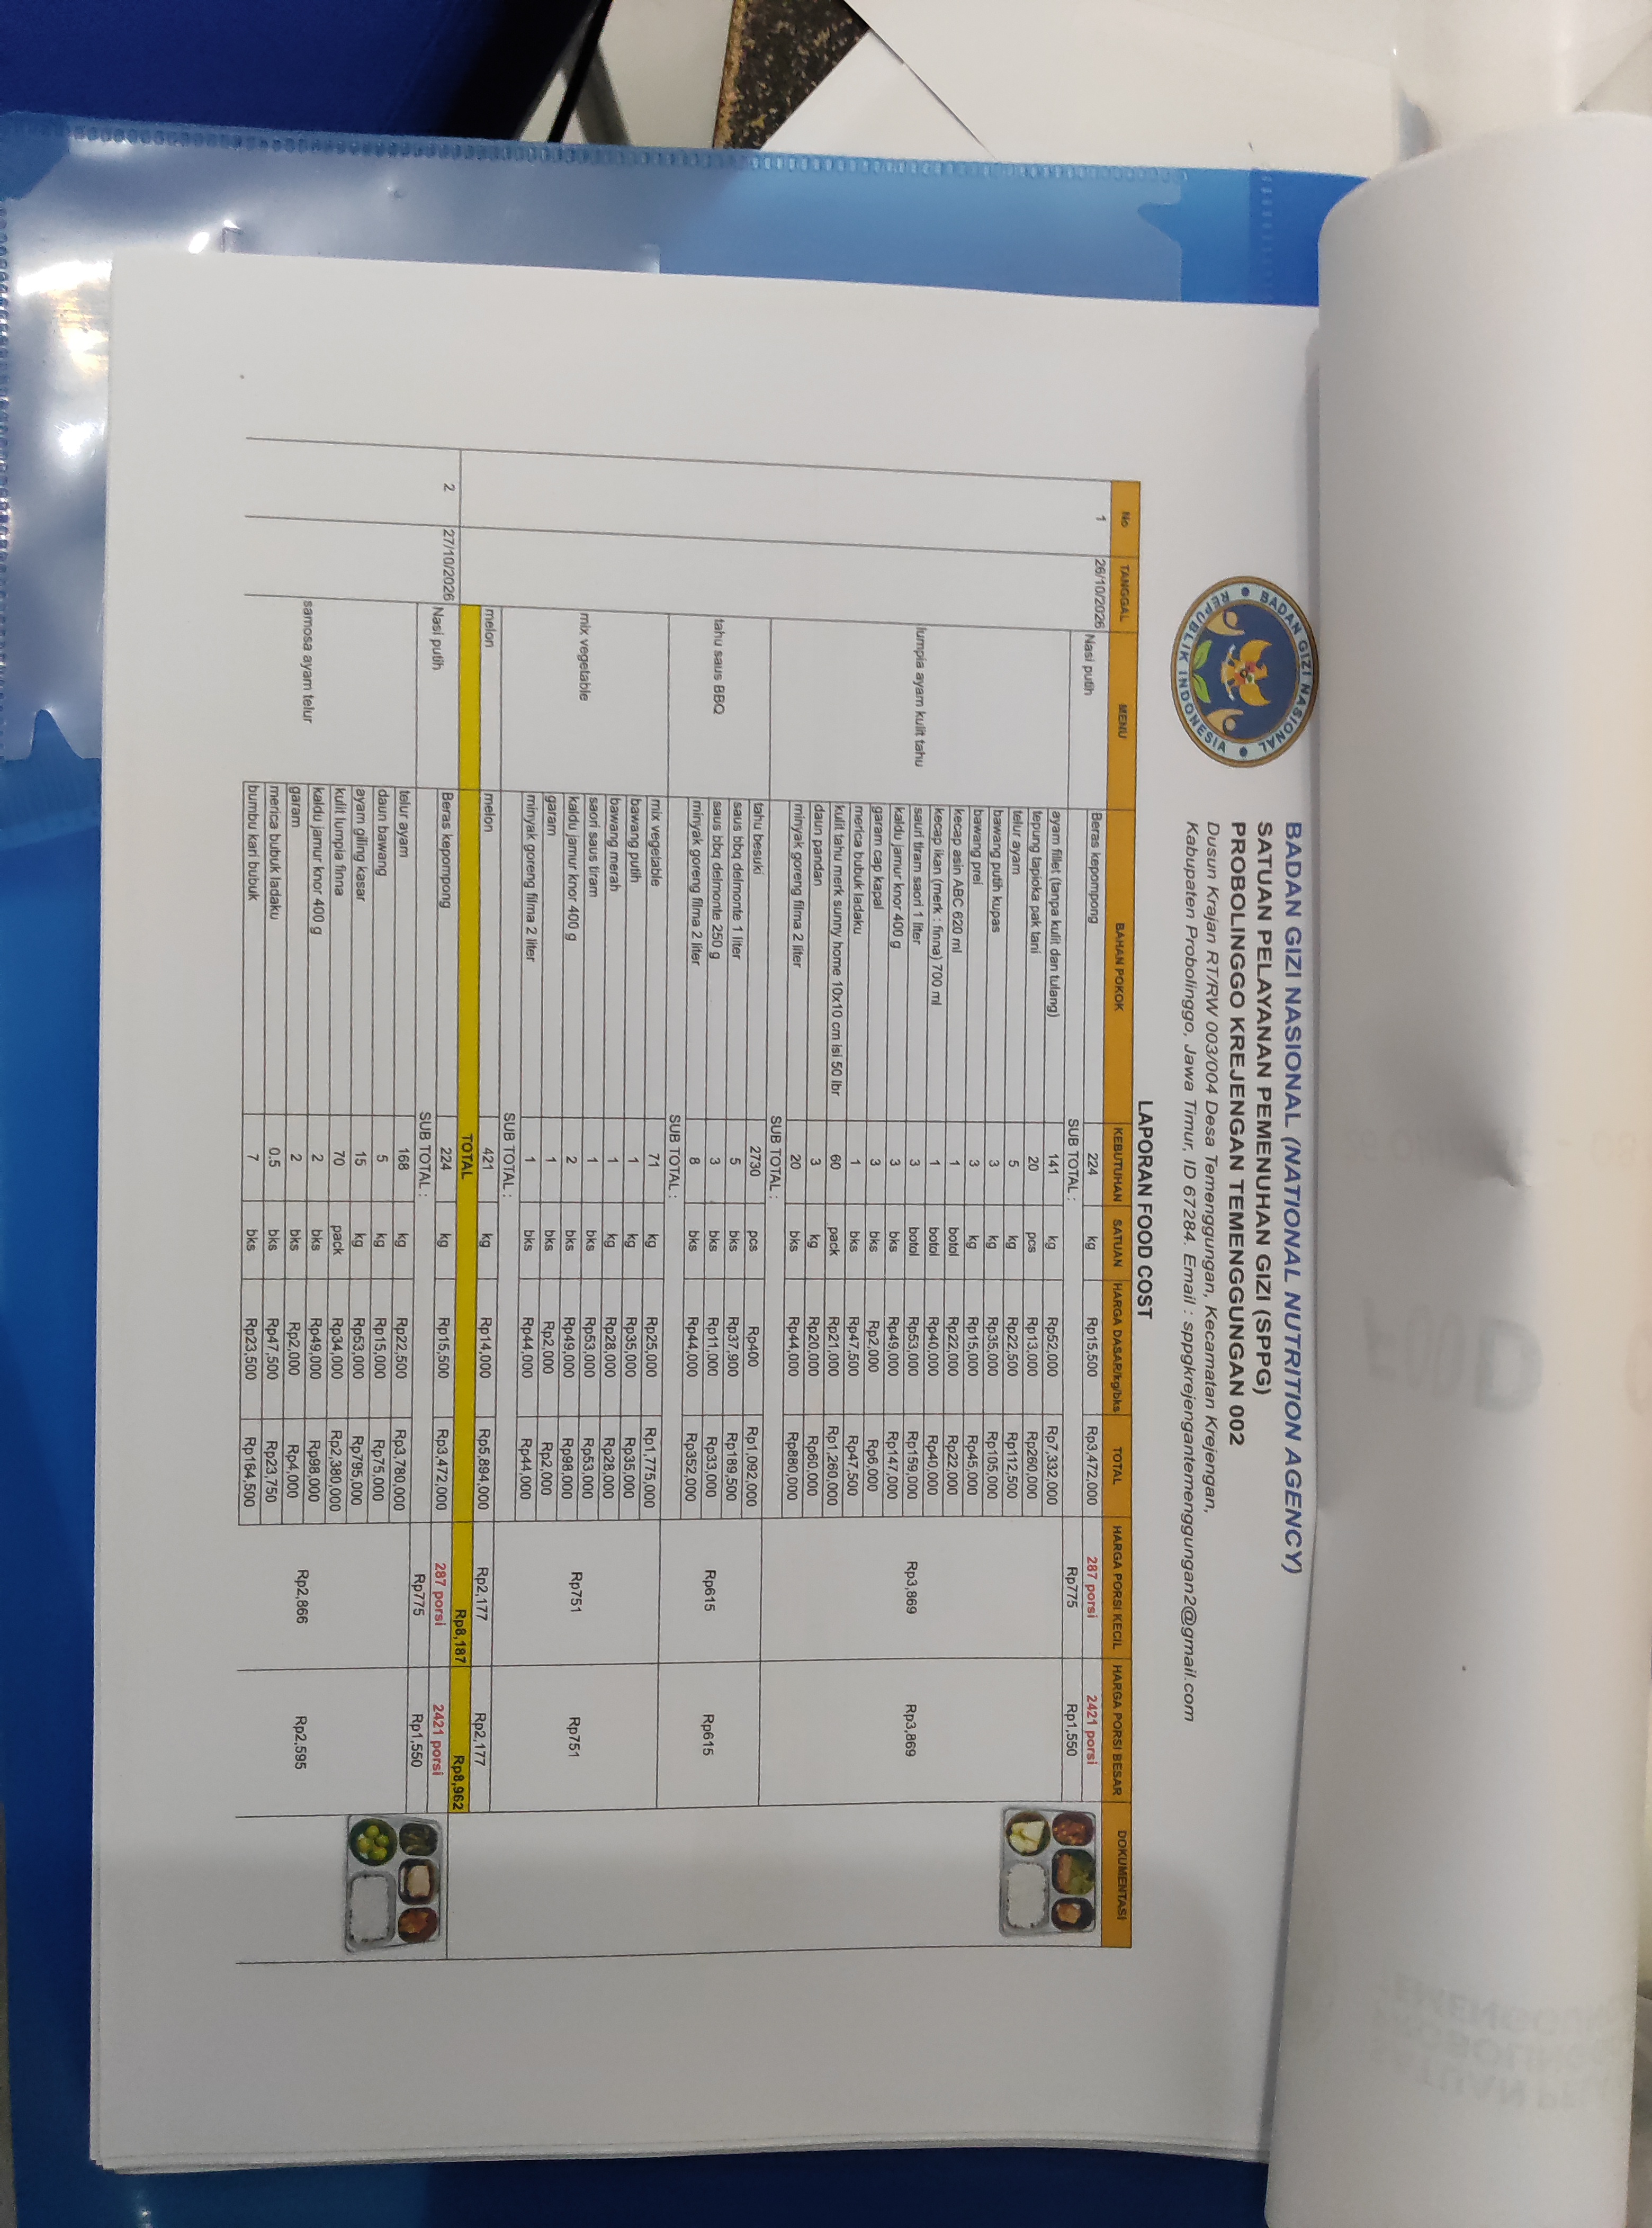 BADAN GIZI NASIONAL (NATIONAL NUTRITION AGENCY)
SATUAN PELAYANAN PEMENUHAN GIZI (SPPG)
PROBOLINGGO KREJENGAN TEMENGGUNGAN 002
Dusun Krajan RT/RW 003/004 Desa Temenggungan, Kecamatan Krejengan,
Kabupaten Probolinggo, Jawa Timur, ID 67284. Email : sppgkrejengantemenggungan2@gmail.com
BADAN GIZI NASIONAL
REPUBLIK INDONESIA
LAPORAN FOOD COST
No TANGGAL MENU BAHAN POKOK KEBUTUHAN SATUAN HARGA DASAR/kg/bks TOTAL HARGA PORSI KECIL HARGA PORSI BESAR DOKUMENTASI
1 26/10/2026 Nasi putih Beras kepompong 224 kg Rp15,500 Rp3,472,000 287 porsi 2421 porsi
SUB TOTAL : Rp775 Rp1,550
ayam fillet (tanpa kulit dan tulang) 141 kg Rp52,000 Rp7,332,000
tepung tapioka pak tani 20 pcs Rp13,000 Rp260,000
telur ayam 5 kg Rp22,500 Rp112,500
bawang putih kupas 3 kg Rp35,000 Rp105,000
bawang prei 3 kg Rp15,000 Rp45,000
kecap asin ABC 620 ml 1 botol Rp22,000 Rp22,000
kecap ikan (merk : finna) 700 ml 1 botol Rp40,000 Rp40,000
lumpia ayam kulit tahu sauri tiram saori 1 liter 3 botol Rp53,000 Rp159,000 Rp3,869 Rp3,869
kaldu jamur knor 400 g 3 bks Rp49,000 Rp147,000
garam cap kapal 3 bks Rp2,000 Rp6,000
merica bubuk ladaku 1 bks Rp47,500 Rp47,500
kulit tahu merk sunny home 10x10 cm isi 50 lbr 60 pack Rp21,000 Rp1,260,000
daun pandan 3 kg Rp20,000 Rp60,000
minyak goreng filma 2 liter 20 bks Rp44,000 Rp880,000
SUB TOTAL :
tahu besuki 2730 pcs Rp400 Rp1,092,000
saus bbq delmonte 1 liter 5 bks Rp37,900 Rp189,500
tahu saus BBQ saus bbq delmonte 250 g 3 bks Rp11,000 Rp33,000 Rp615 Rp615
minyak goreng filma 2 liter 8 bks Rp44,000 Rp352,000
SUB TOTAL :
mix vegetable 71 kg Rp25,000 Rp1,775,000
bawang putih 1 kg Rp35,000 Rp35,000
bawang merah 1 kg Rp28,000 Rp28,000
mix vegetable saori saus tiram 1 bks Rp53,000 Rp53,000 Rp751 Rp751
kaldu jamur knor 400 g 2 bks Rp49,000 Rp98,000
garam 1 bks Rp2,000 Rp2,000
minyak goreng filma 2 liter 1 bks Rp44,000 Rp44,000
SUB TOTAL :
melon melon 421 kg Rp14,000 Rp5,894,000 Rp2,177 Rp2,177
TOTAL Rp8,187 Rp8,962
2 27/10/2026 Nasi putih Beras kepompong 224 kg Rp15,500 Rp3,472,000 287 porsi 2421 porsi
SUB TOTAL : Rp775 Rp1,550
telur ayam 168 kg Rp22,500 Rp3,780,000
daun bawang 5 kg Rp15,000 Rp75,000
ayam giling kasar 15 kg Rp53,000 Rp795,000
kulit lumpia finna 70 pack Rp34,000 Rp2,380,000
samosa ayam telur kaldu jamur knor 400 g 2 bks Rp49,000 Rp98,000 Rp2,866 Rp2,595
garam 2 bks Rp2,000 Rp4,000
merica bubuk ladaku 0.5 bks Rp47,500 Rp23,750
bumbu kari bubuk 7 bks Rp23,500 Rp164,500